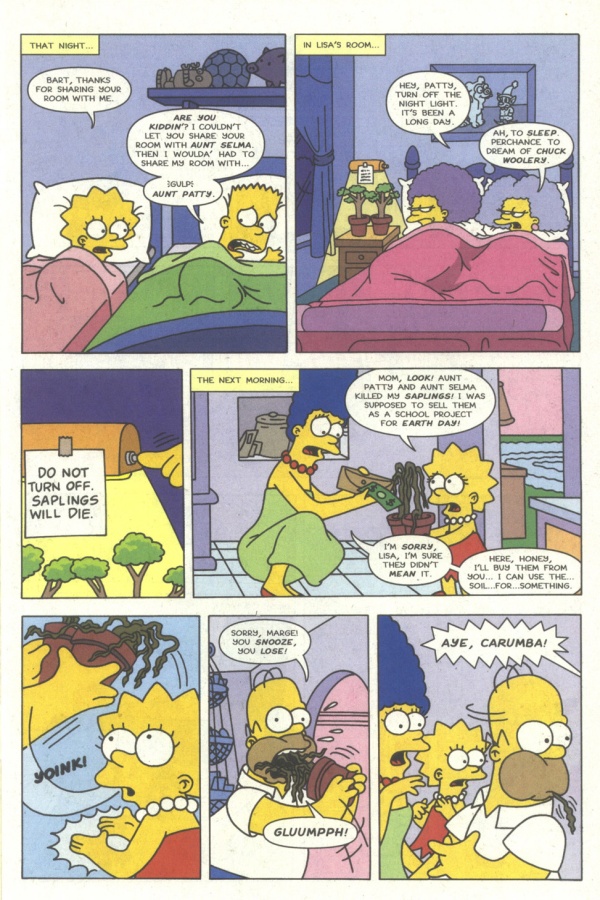 THAT NIGHT...
BART, THANKS
FOR SHARING YOUR
ROOM WITH ME.
ARE YOU
KIDDIN'? I COULDN'T
LET YOU SHARE YOUR
ROOM WITH AUNT SELMA.
THEN I WOULDA' HAD TO
SHARE MY ROOM WITH...
¡GULP!
AUNT PATTY.
IN LISA'S ROOM...
HEY, PATTY,
TURN OFF THE
NIGHT LIGHT.
IT'S BEEN A
LONG DAY.
AH, TO SLEEP.
PERCHANCE TO
DREAM OF CHUCK
WOOLERY.
DO NOT
TURN OFF.
SAPLINGS
WILL DIE.
THE NEXT MORNING...
MOM, LOOK! AUNT
PATTY AND AUNT SELMA
KILLED MY SAPLINGS! I WAS
SUPPOSED TO SELL THEM
AS A SCHOOL PROJECT
FOR EARTH DAY!
I'M SORRY,
LISA, I'M SURE
THEY DIDN'T
MEAN IT.
HERE, HONEY,
I'LL BUY THEM FROM
YOU... I CAN USE THE...
SOIL...FOR...SOMETHING.
YOINK!
SORRY, MARGE!
YOU SNOOZE,
YOU LOSE!
GLUUMPPH!
AYE, CARUMBA!